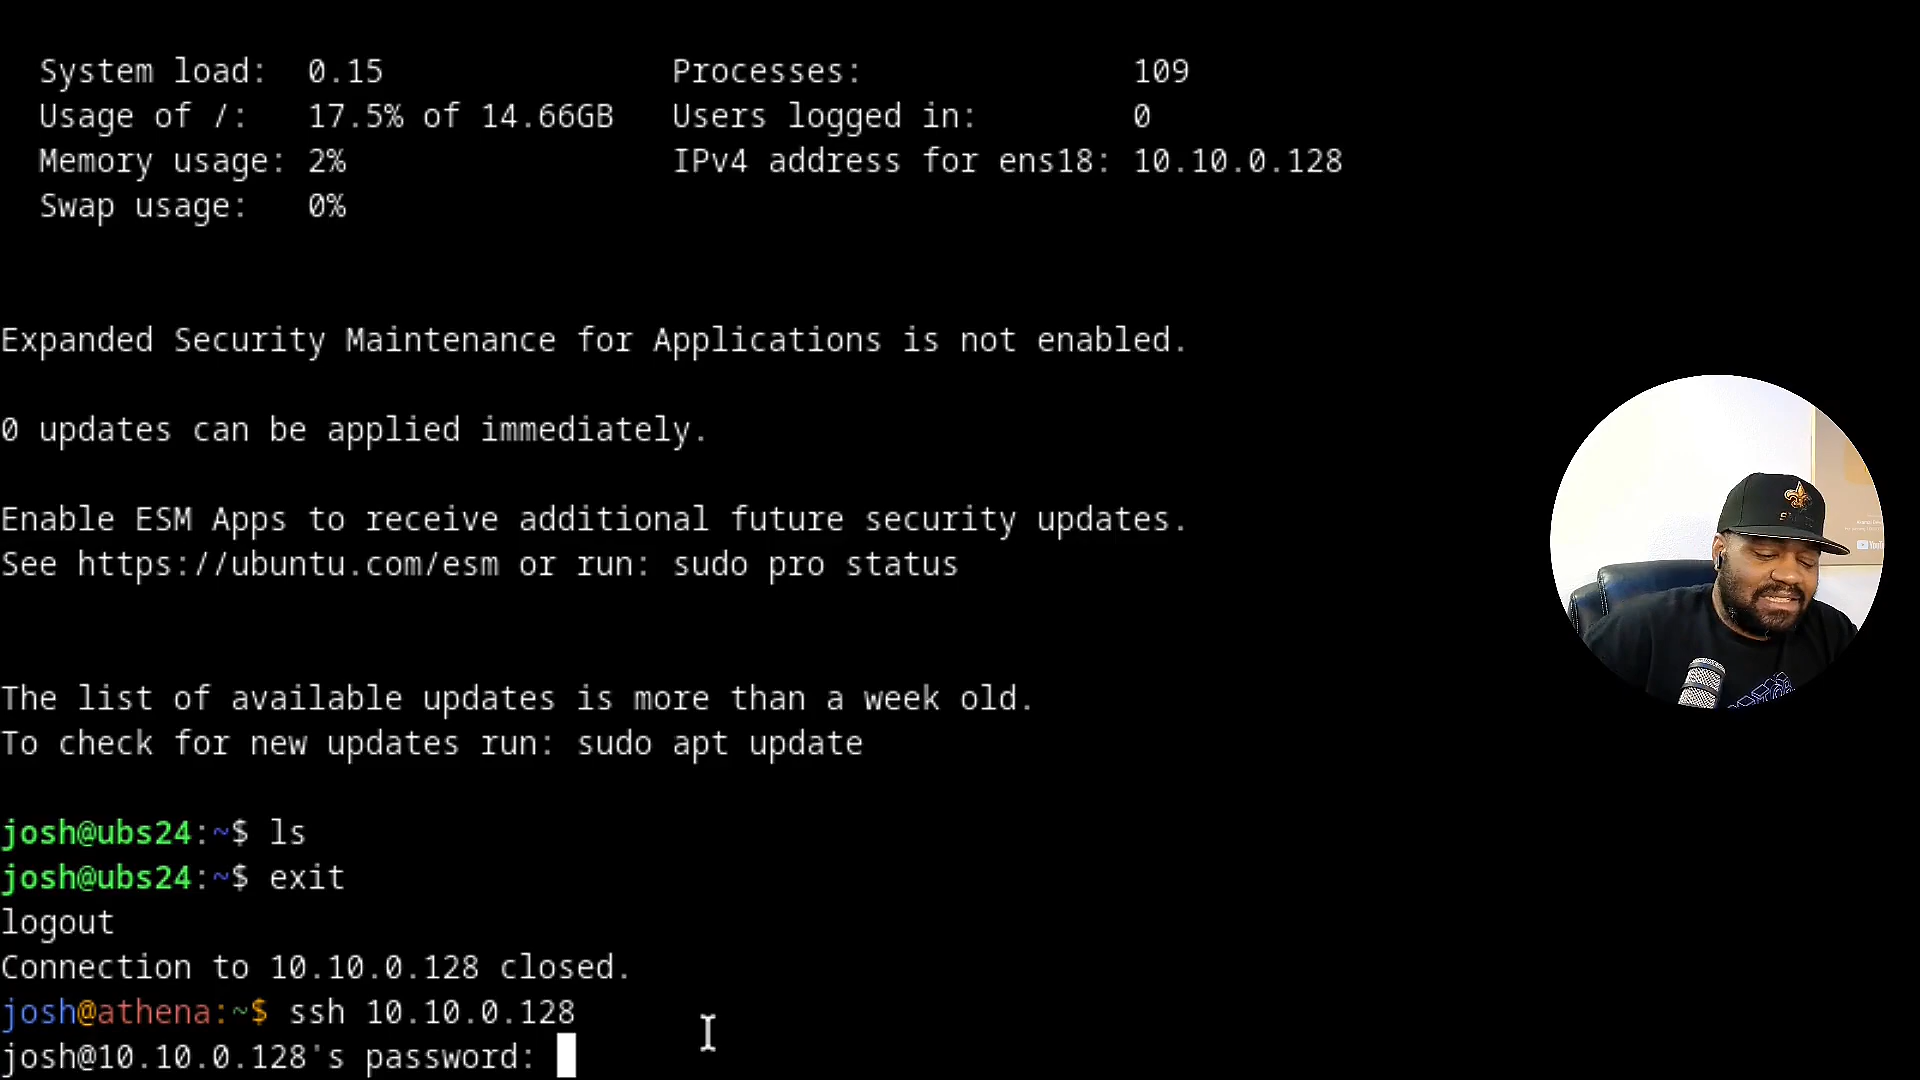 System load: 0.15 Processes: 109
Usage of /: 17.5% of 14.66GB Users logged in: 0
Memory usage: 2% IPv4 address for ens18: 10.10.0.128
Swap usage: 0%
Expanded Security Maintenance for Applications is not enabled.
0 updates can be applied immediately.
Enable ESM Apps to receive additional future security updates.
See https://ubuntu.com/esm or run: sudo pro status
The list of available updates is more than a week old.
To check for new updates run: sudo apt update
josh@ubs24:~$ ls
josh@ubs24:~$ exit
logout
Connection to 10.10.0.128 closed.
josh@athena:~$ ssh 10.10.0.128
josh@10.10.0.128's password: